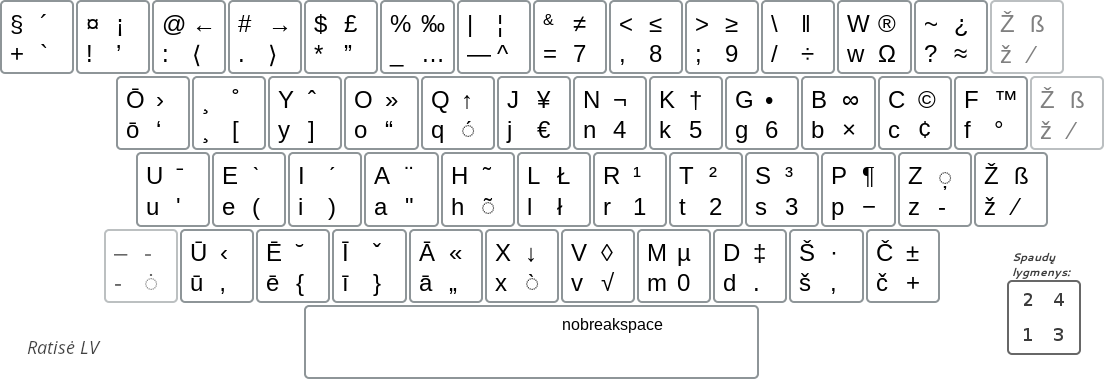 § ´ ¤ ¡ @ ← # → $ £ % ‰ | ¦ & ≠ < ≤ > ≥ \ ‖ W ® ~ ¿ Ž ß
+ ` ! ’ : ⟨ . ⟩ * ” _ … — ^ = 7 , 8 ; 9 / ÷ w Ω ? ≈ ž ⁄
Ō › ¸ ˚ Y ˆ O » Q ↑ J ¥ N ¬ K † G • B ∞ C © F ™ Ž ß
ō ‘ ¸ [ y ] o “ q ◌́ j € n 4 k 5 g 6 b × c ¢ f ° ž ⁄
U ¯ E ` I ´ A ¨ H ˜ L Ł R ¹ T ² S ³ P ¶ Z ◌̦ Ž ß
u ' e ( i ) a " h ◌̃ l ł r 1 t 2 s 3 p − z - ž ⁄
– - Ū ‹ Ē ˘ Ī ˇ Ā « X ↓ V ◊ M µ D ‡ Š · Č ±
- ◌̇ ū ‚ ē { ī } ā „ x ◌̀ v √ m 0 d . š , č +
Spaudų
lygmenys:
2 4
1 3
nobreakspace
Ratisė LV